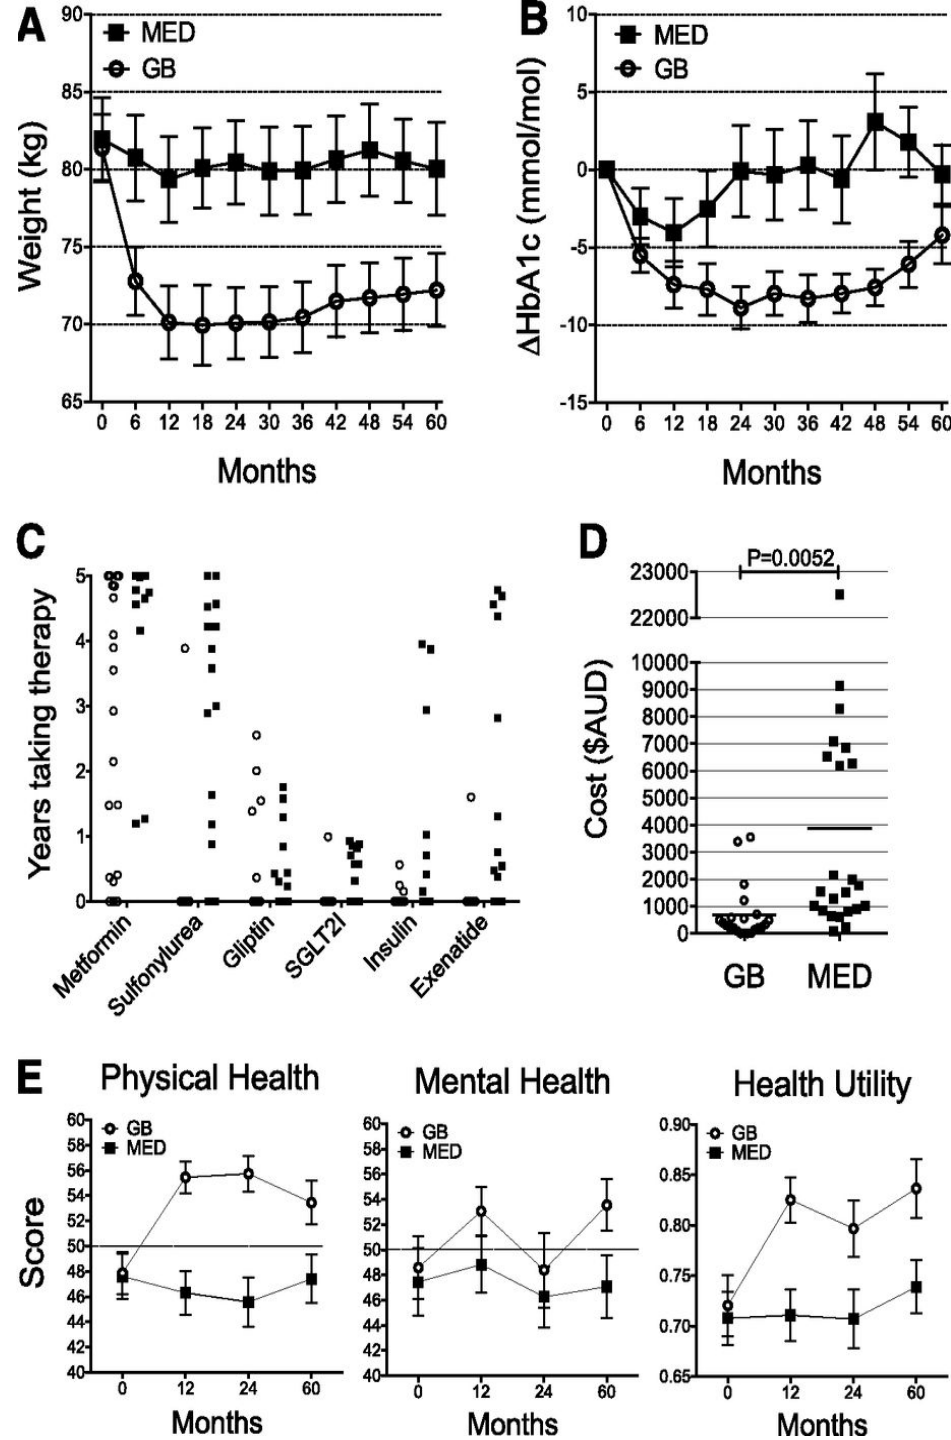 A
90
85
80
75
70
65
Weight (kg)
MED
GB
0 6 12 18 24 30 36 42 48 54 60
Months
B
10
5
0
-5
-10
-15
ΔHbA1c (mmol/mol)
MED
GB
0 6 12 18 24 30 36 42 48 54 60
Months
C
5
4
3
2
1
0
Years taking therapy
Metformin
Sulfonylurea
Gliptin
SGLT2I
Insulin
Exenatide
D
P=0.0052
23000
22000
10000
9000
8000
7000
6000
5000
4000
3000
2000
1000
0
Cost ($AUD)
GB MED
E
Physical Health
60
58
56
54
52
50
48
46
44
42
40
Score
GB
MED
0 12 24 60
Months
Mental Health
60
58
56
54
52
50
48
46
44
42
40
GB
MED
0 12 24 60
Months
Health Utility
0.90
0.85
0.80
0.75
0.70
0.65
GB
MED
0 12 24 60
Months